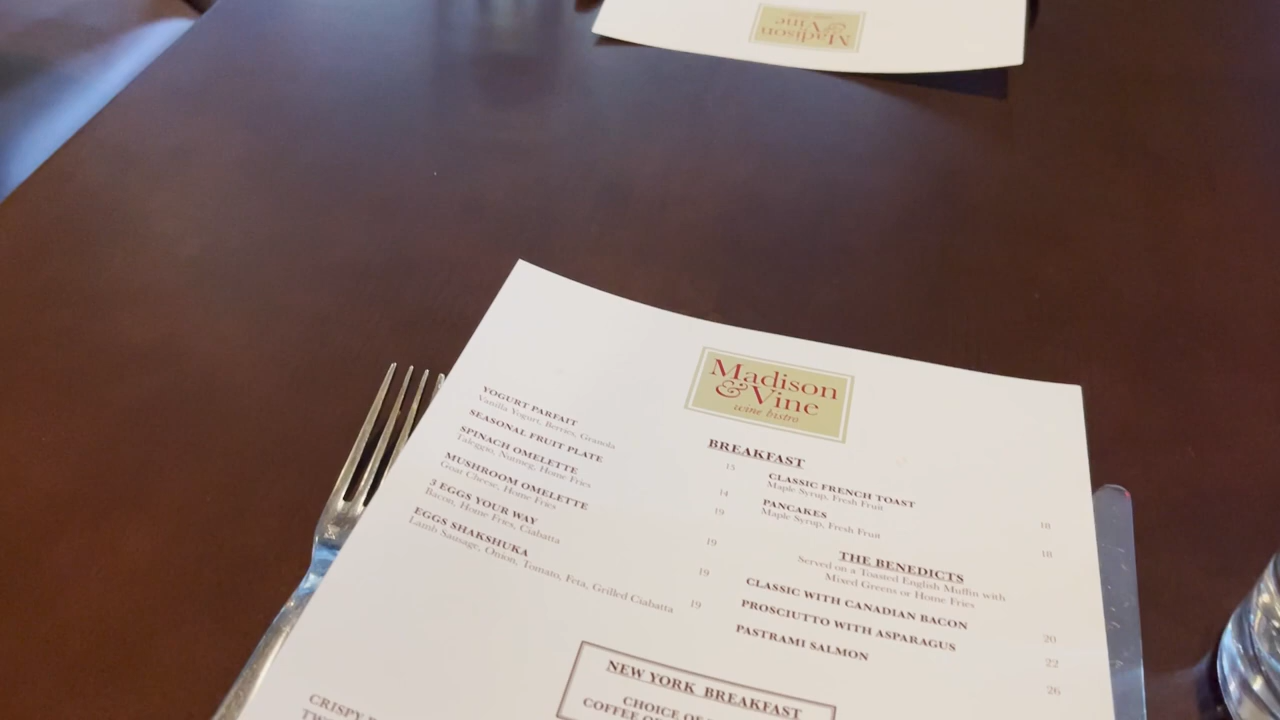 Madison
& Vine
Madison
& Vine
wine bistro
BREAKFAST
YOGURT PARFAIT 15
Vanilla Yogurt, Berries, Granola
SEASONAL FRUIT PLATE 14
SPINACH OMELETTE 19
Taleggio, Nutmeg, Home Fries
MUSHROOM OMELETTE 19
Goat Cheese, Home Fries
3 EGGS YOUR WAY 19
Bacon, Home Fries, Ciabatta
EGGS SHAKSHUKA
Lamb Sausage, Onion, Tomato, Feta, Grilled Ciabatta 19
CLASSIC FRENCH TOAST 18
Maple Syrup, Fresh Fruit
PANCAKES 18
Maple Syrup, Fresh Fruit
THE BENEDICTS
Served on a Toasted English Muffin with
Mixed Greens or Home Fries
CLASSIC WITH CANADIAN BACON 20
PROSCIUTTO WITH ASPARAGUS 22
PASTRAMI SALMON 26
NEW YORK BREAKFAST
CHOICE OF
COFFEE
CRISPY